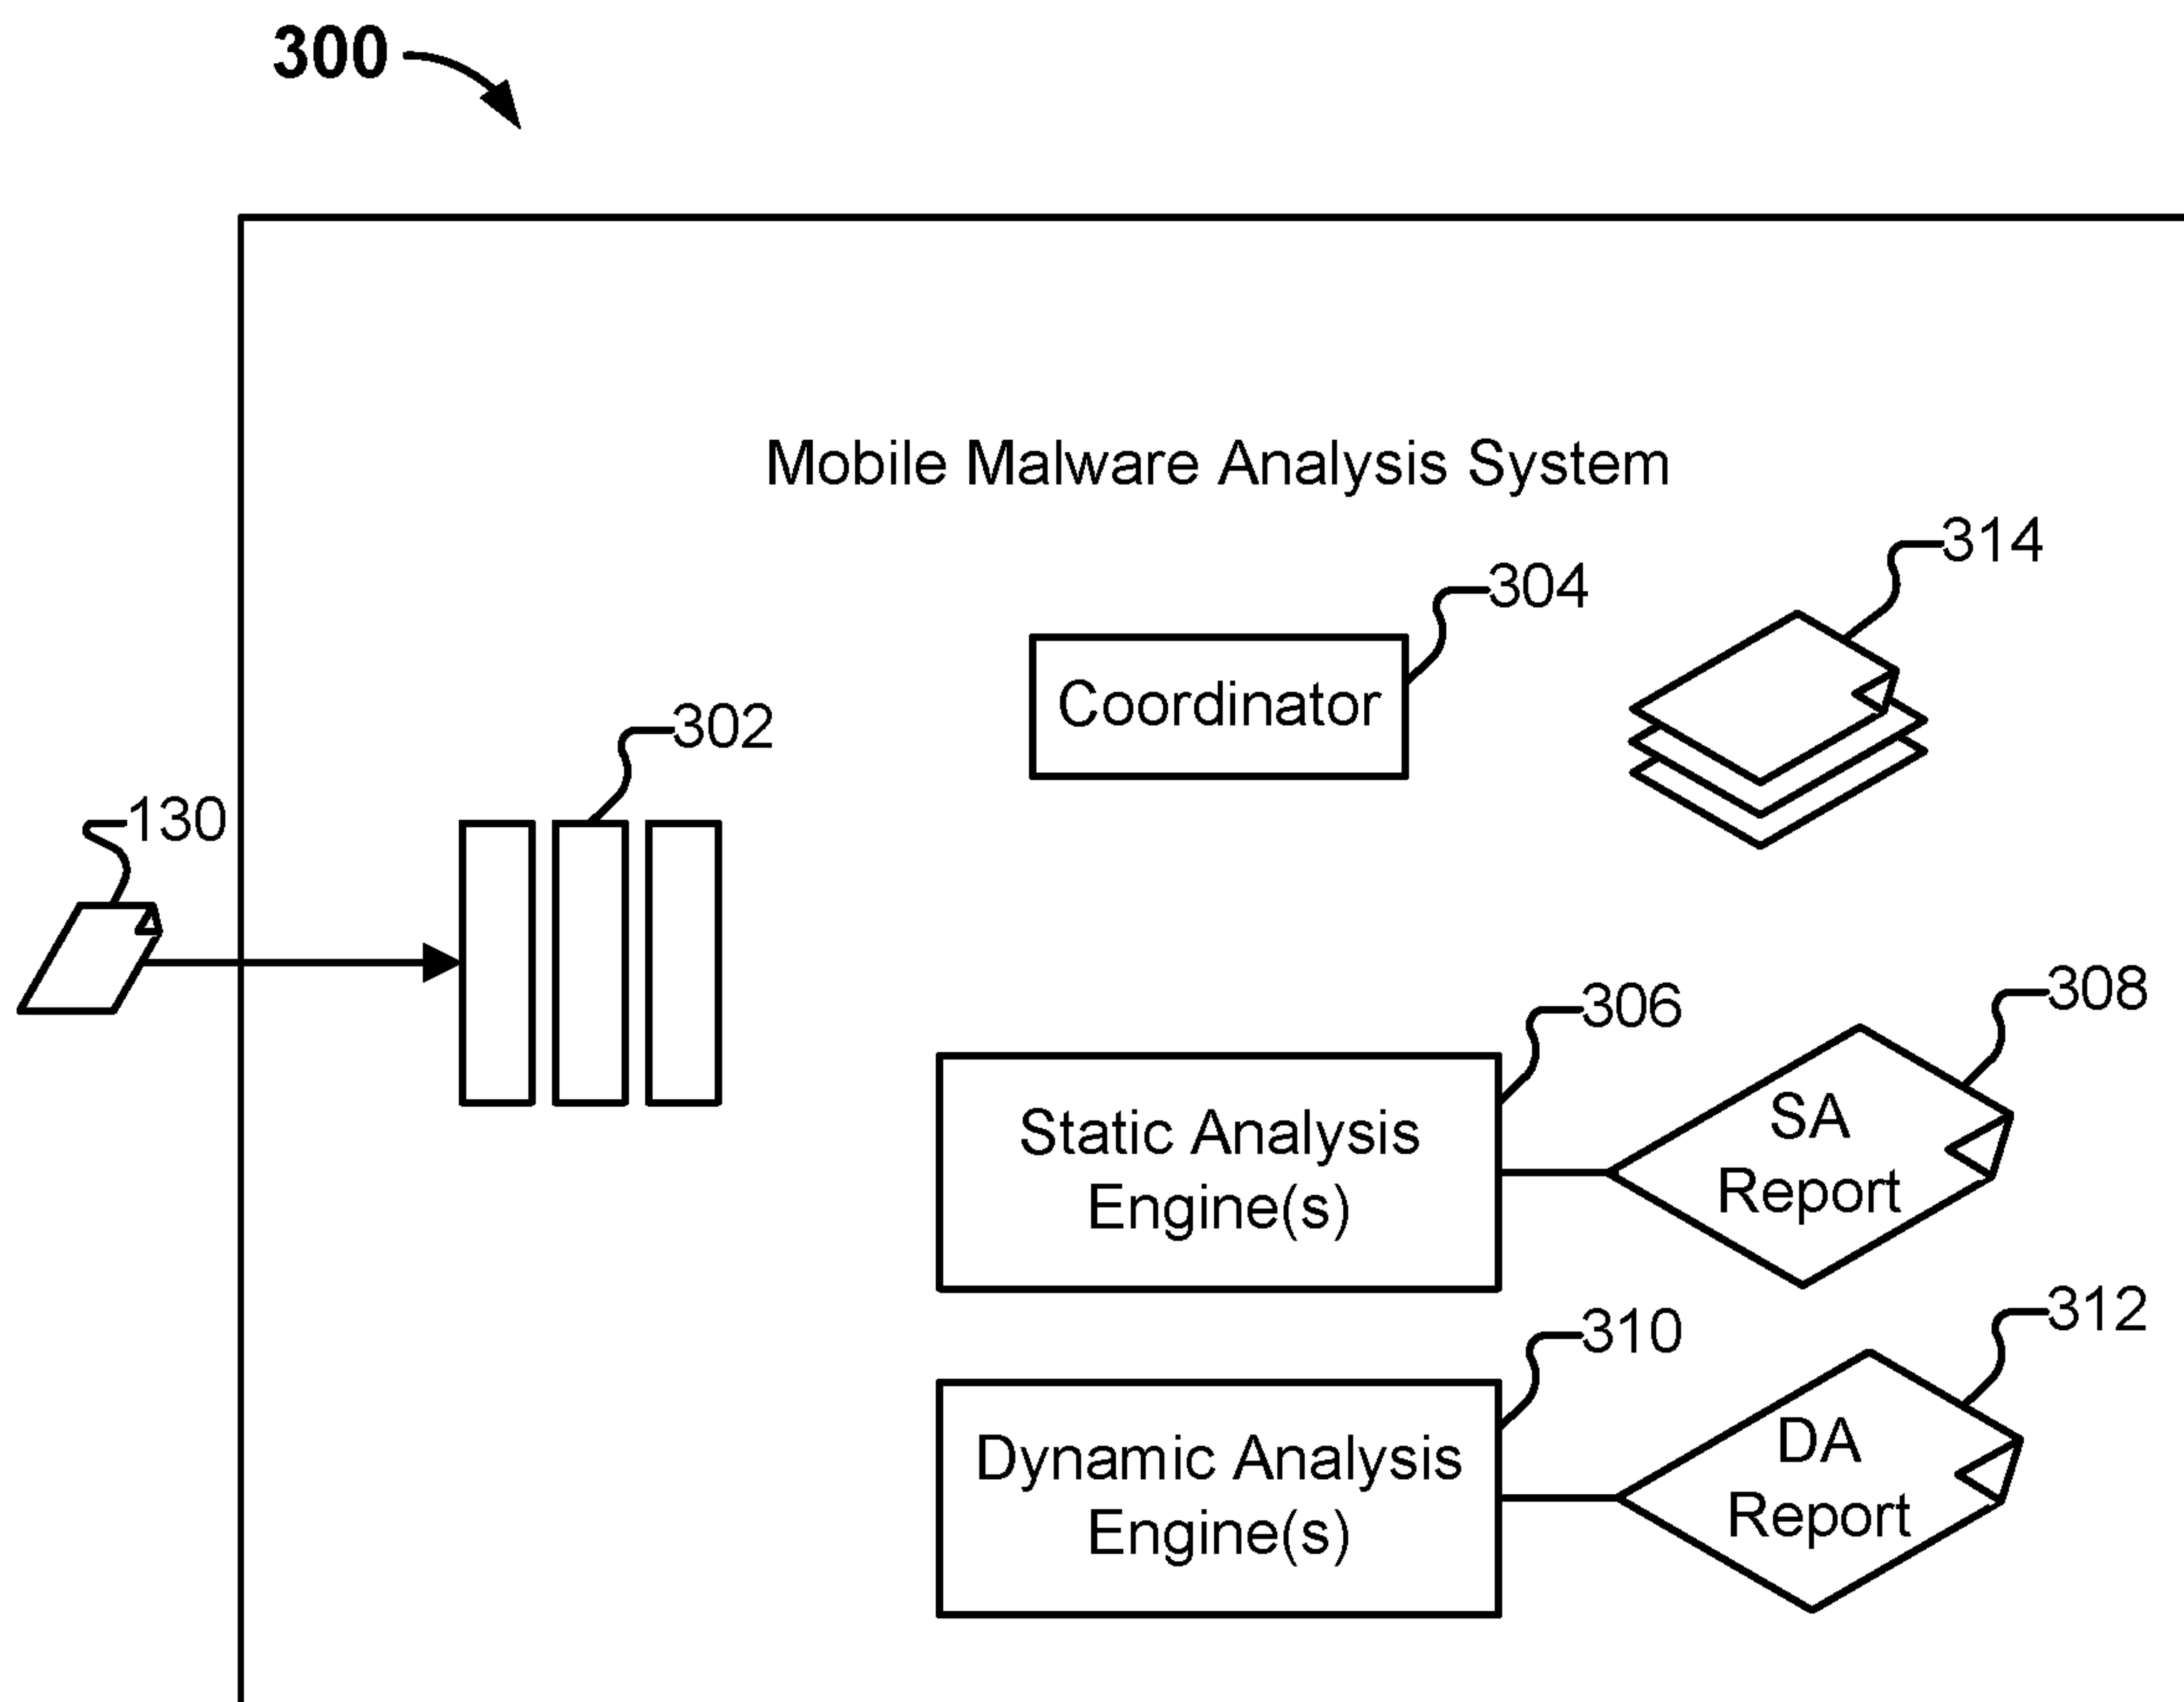 300
Mobile Malware Analysis System
314
304
Coordinator
302
130
306
308
Static Analysis
Engine(s)
SA
Report
310
312
Dynamic Analysis
Engine(s)
DA
Report